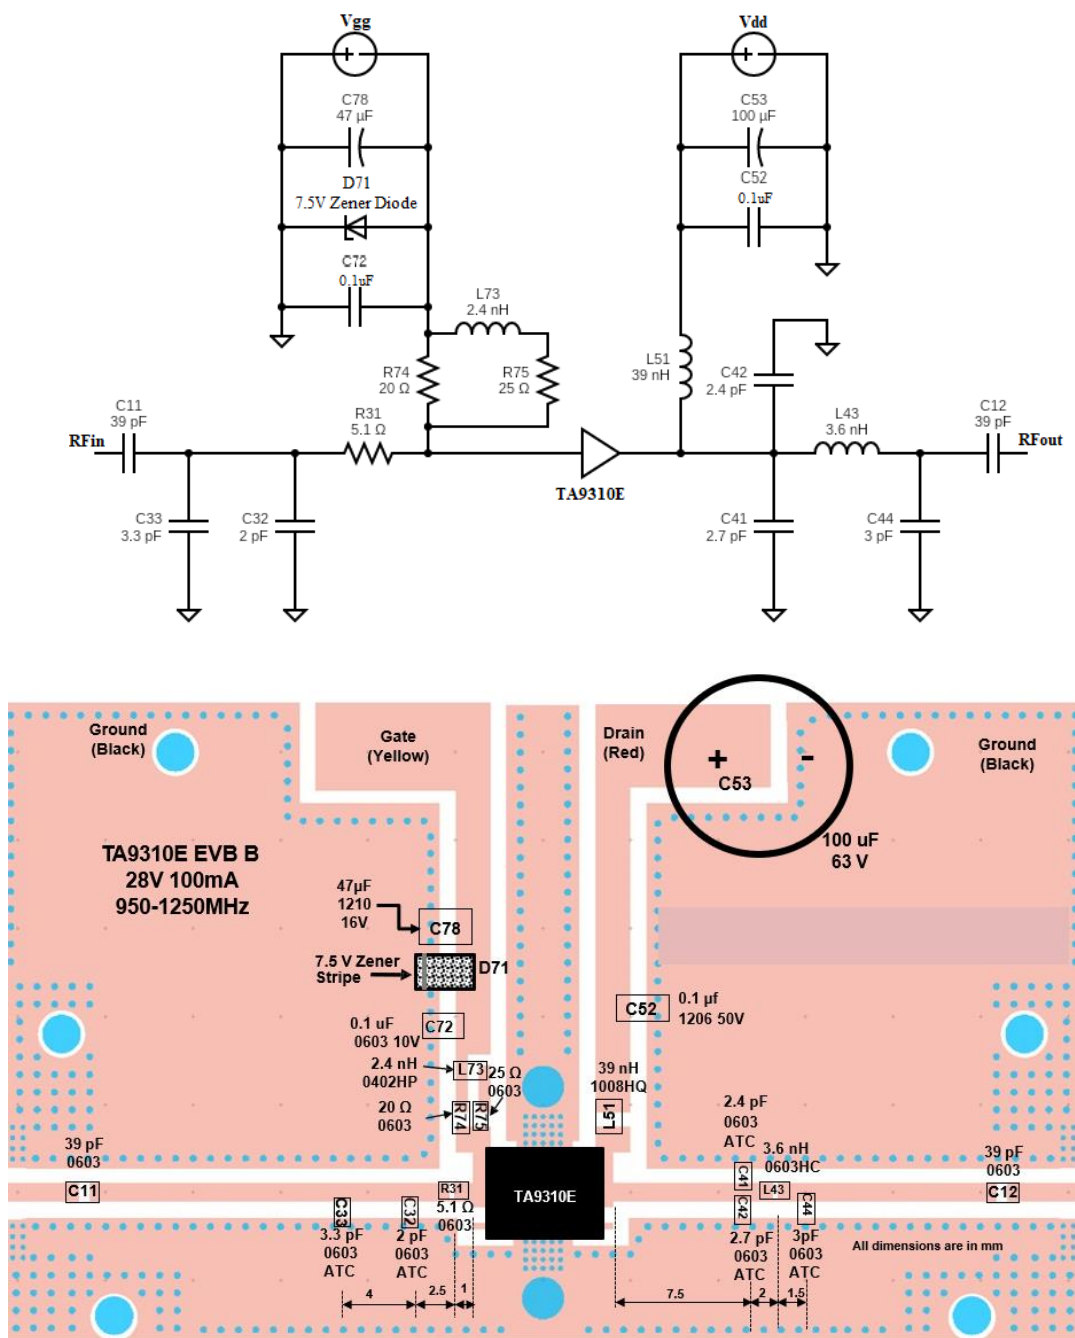 Vgg
Vdd
C78
47 µF
C53
100 µF
D71
7.5V Zener Diode
C52
0.1uF
C72
0.1uF
L73
2.4 nH
R74
20 Ω
R75
25 Ω
L51
39 nH
C42
2.4 pF
C11
39 pF
R31
5.1 Ω
L43
3.6 nH
C12
39 pF
RFin
RFout
TA9310E
C33
3.3 pF
C32
2 pF
C41
2.7 pF
C44
3 pF
Ground
(Black)
Gate
(Yellow)
Drain
(Red)
Ground
(Black)
+
-
C53
100 uF
63 V
TA9310E EVB B
28V 100mA
950-1250MHz
47µF
1210
16V
C78
7.5 V Zener
Stripe
D71
0.1 uF
0603 10V
C72
C52
0.1 µf
1206 50V
2.4 nH
0402HP
L73
25 Ω
0603
39 nH
1008HQ
20 Ω
0603
R74
R75
L51
2.4 pF
0603
ATC
39 pF
0603
C11
3.6 nH
0603HC
39 pF
0603
C12
R31
5.1 Ω
0603
TA9310E
C41
L43
C42
C44
C33
C32
3.3 pF
0603
ATC
2 pF
0603
ATC
2.7 pF
0603
ATC
3pF
0603
ATC
All dimensions are in mm
4
2.5
1
7.5
2
1.5